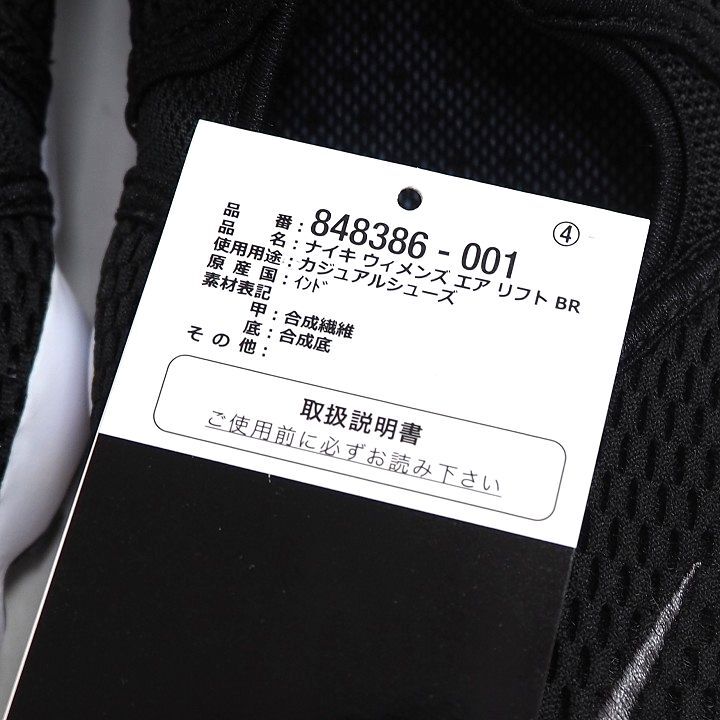 品番：848386 - 001 ④
品名：ナイキ ウィメンズ エア リフト BR
使用用途：カジュアルシューズ
原産国：インド
素材表記
甲：合成繊維
底：合成底
その他：
取扱説明書
ご使用前に必ずお読み下さい